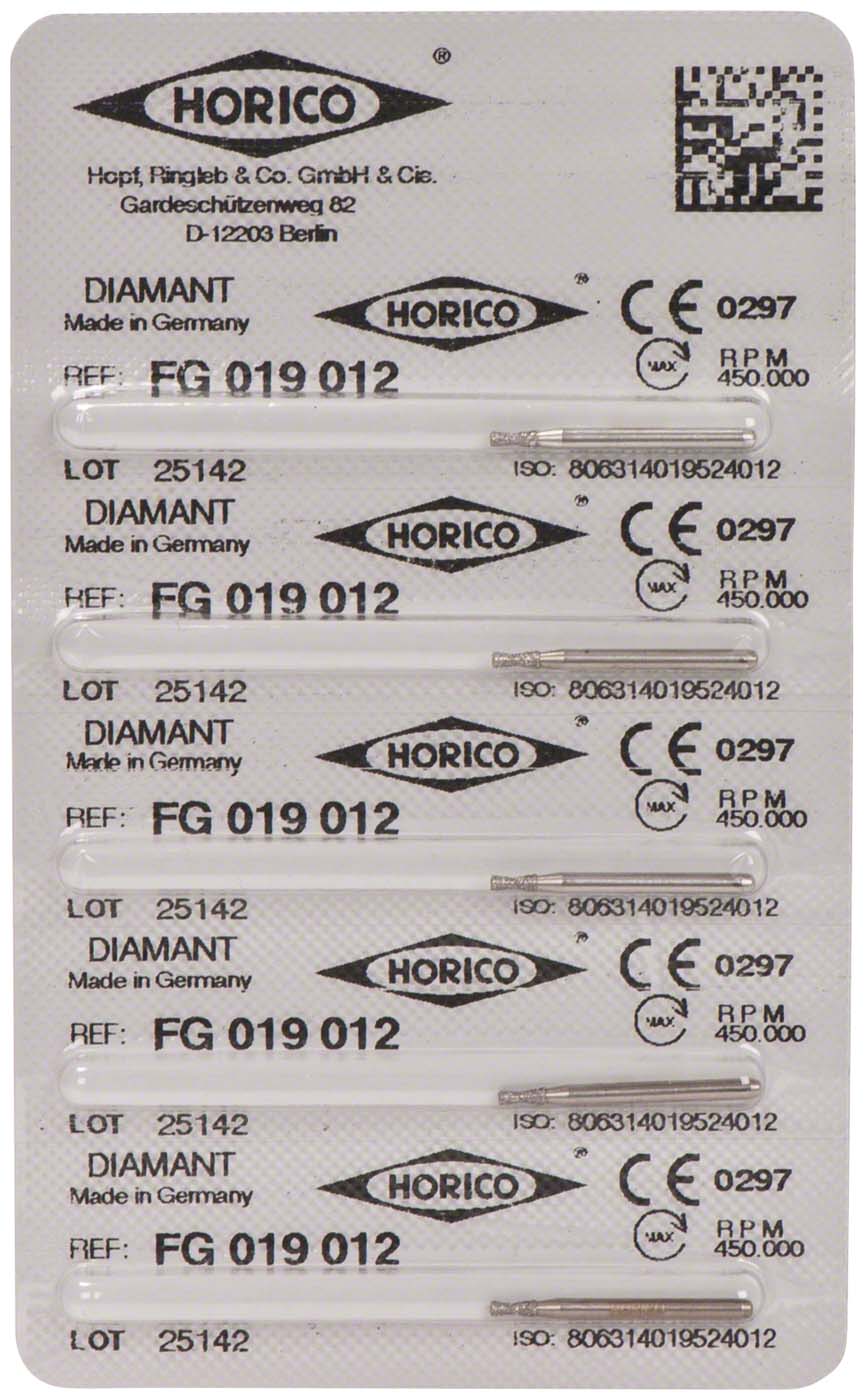 HORICO ®
Hopf, Ringleb & Co. GmbH & Cie.
Gardeschützenweg 82
D-12203 Berlin
DIAMANT HORICO ® CE 0297
Made in Germany
MAX RPM
REF: FG 019 012 450.000
LOT 25142 ISO: 806314019524012
DIAMANT HORICO ® CE 0297
Made in Germany
MAX RPM
REF: FG 019 012 450.000
LOT 25142 ISO: 806314019524012
DIAMANT HORICO ® CE 0297
Made in Germany
MAX RPM
REF: FG 019 012 450.000
LOT 25142 ISO: 806314019524012
DIAMANT HORICO ® CE 0297
Made in Germany
MAX RPM
REF: FG 019 012 450.000
LOT 25142 ISO: 806314019524012
DIAMANT HORICO ® CE 0297
Made in Germany
MAX RPM
REF: FG 019 012 450.000
LOT 25142 ISO: 806314019524012